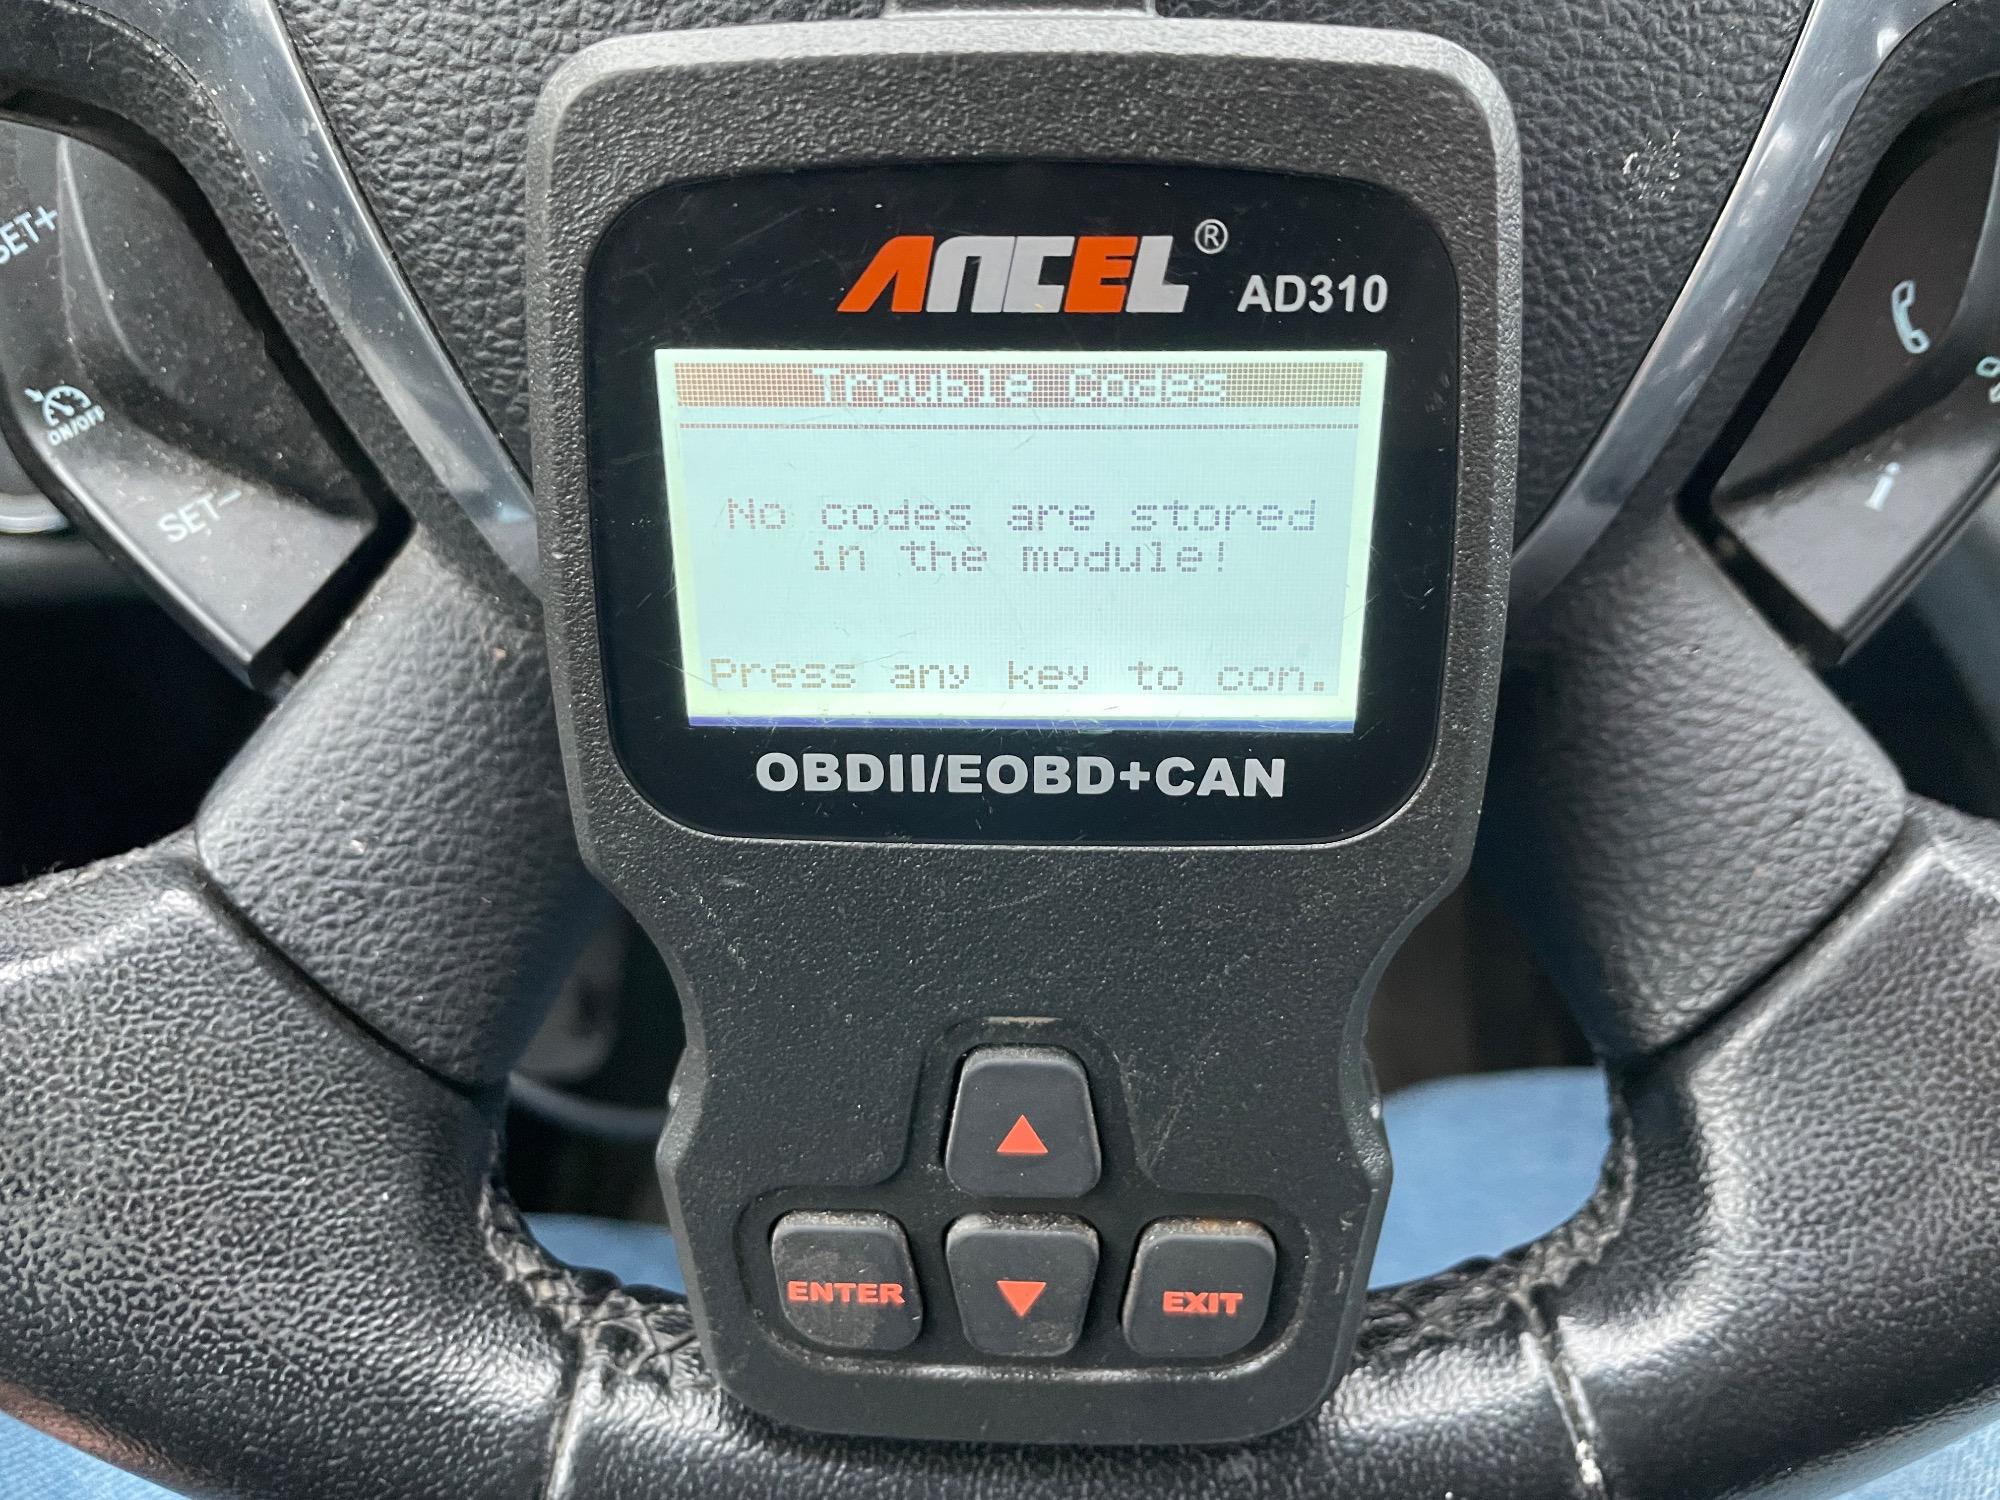 ANCEL®
AD310
Trouble Codes
No codes are stored
in the module!
Press any key to con.
OBDII/EOBD+CAN
ENTER
EXIT
SET+
ON/OFF
SET-
i